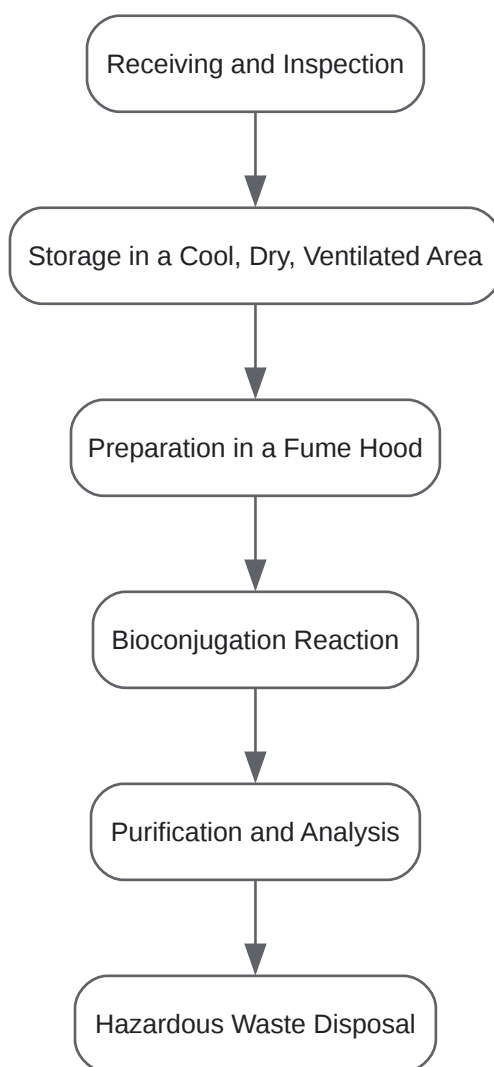 Receiving and Inspection
Storage in a Cool, Dry, Ventilated Area
Preparation in a Fume Hood
Bioconjugation Reaction
Purification and Analysis
Hazardous Waste Disposal